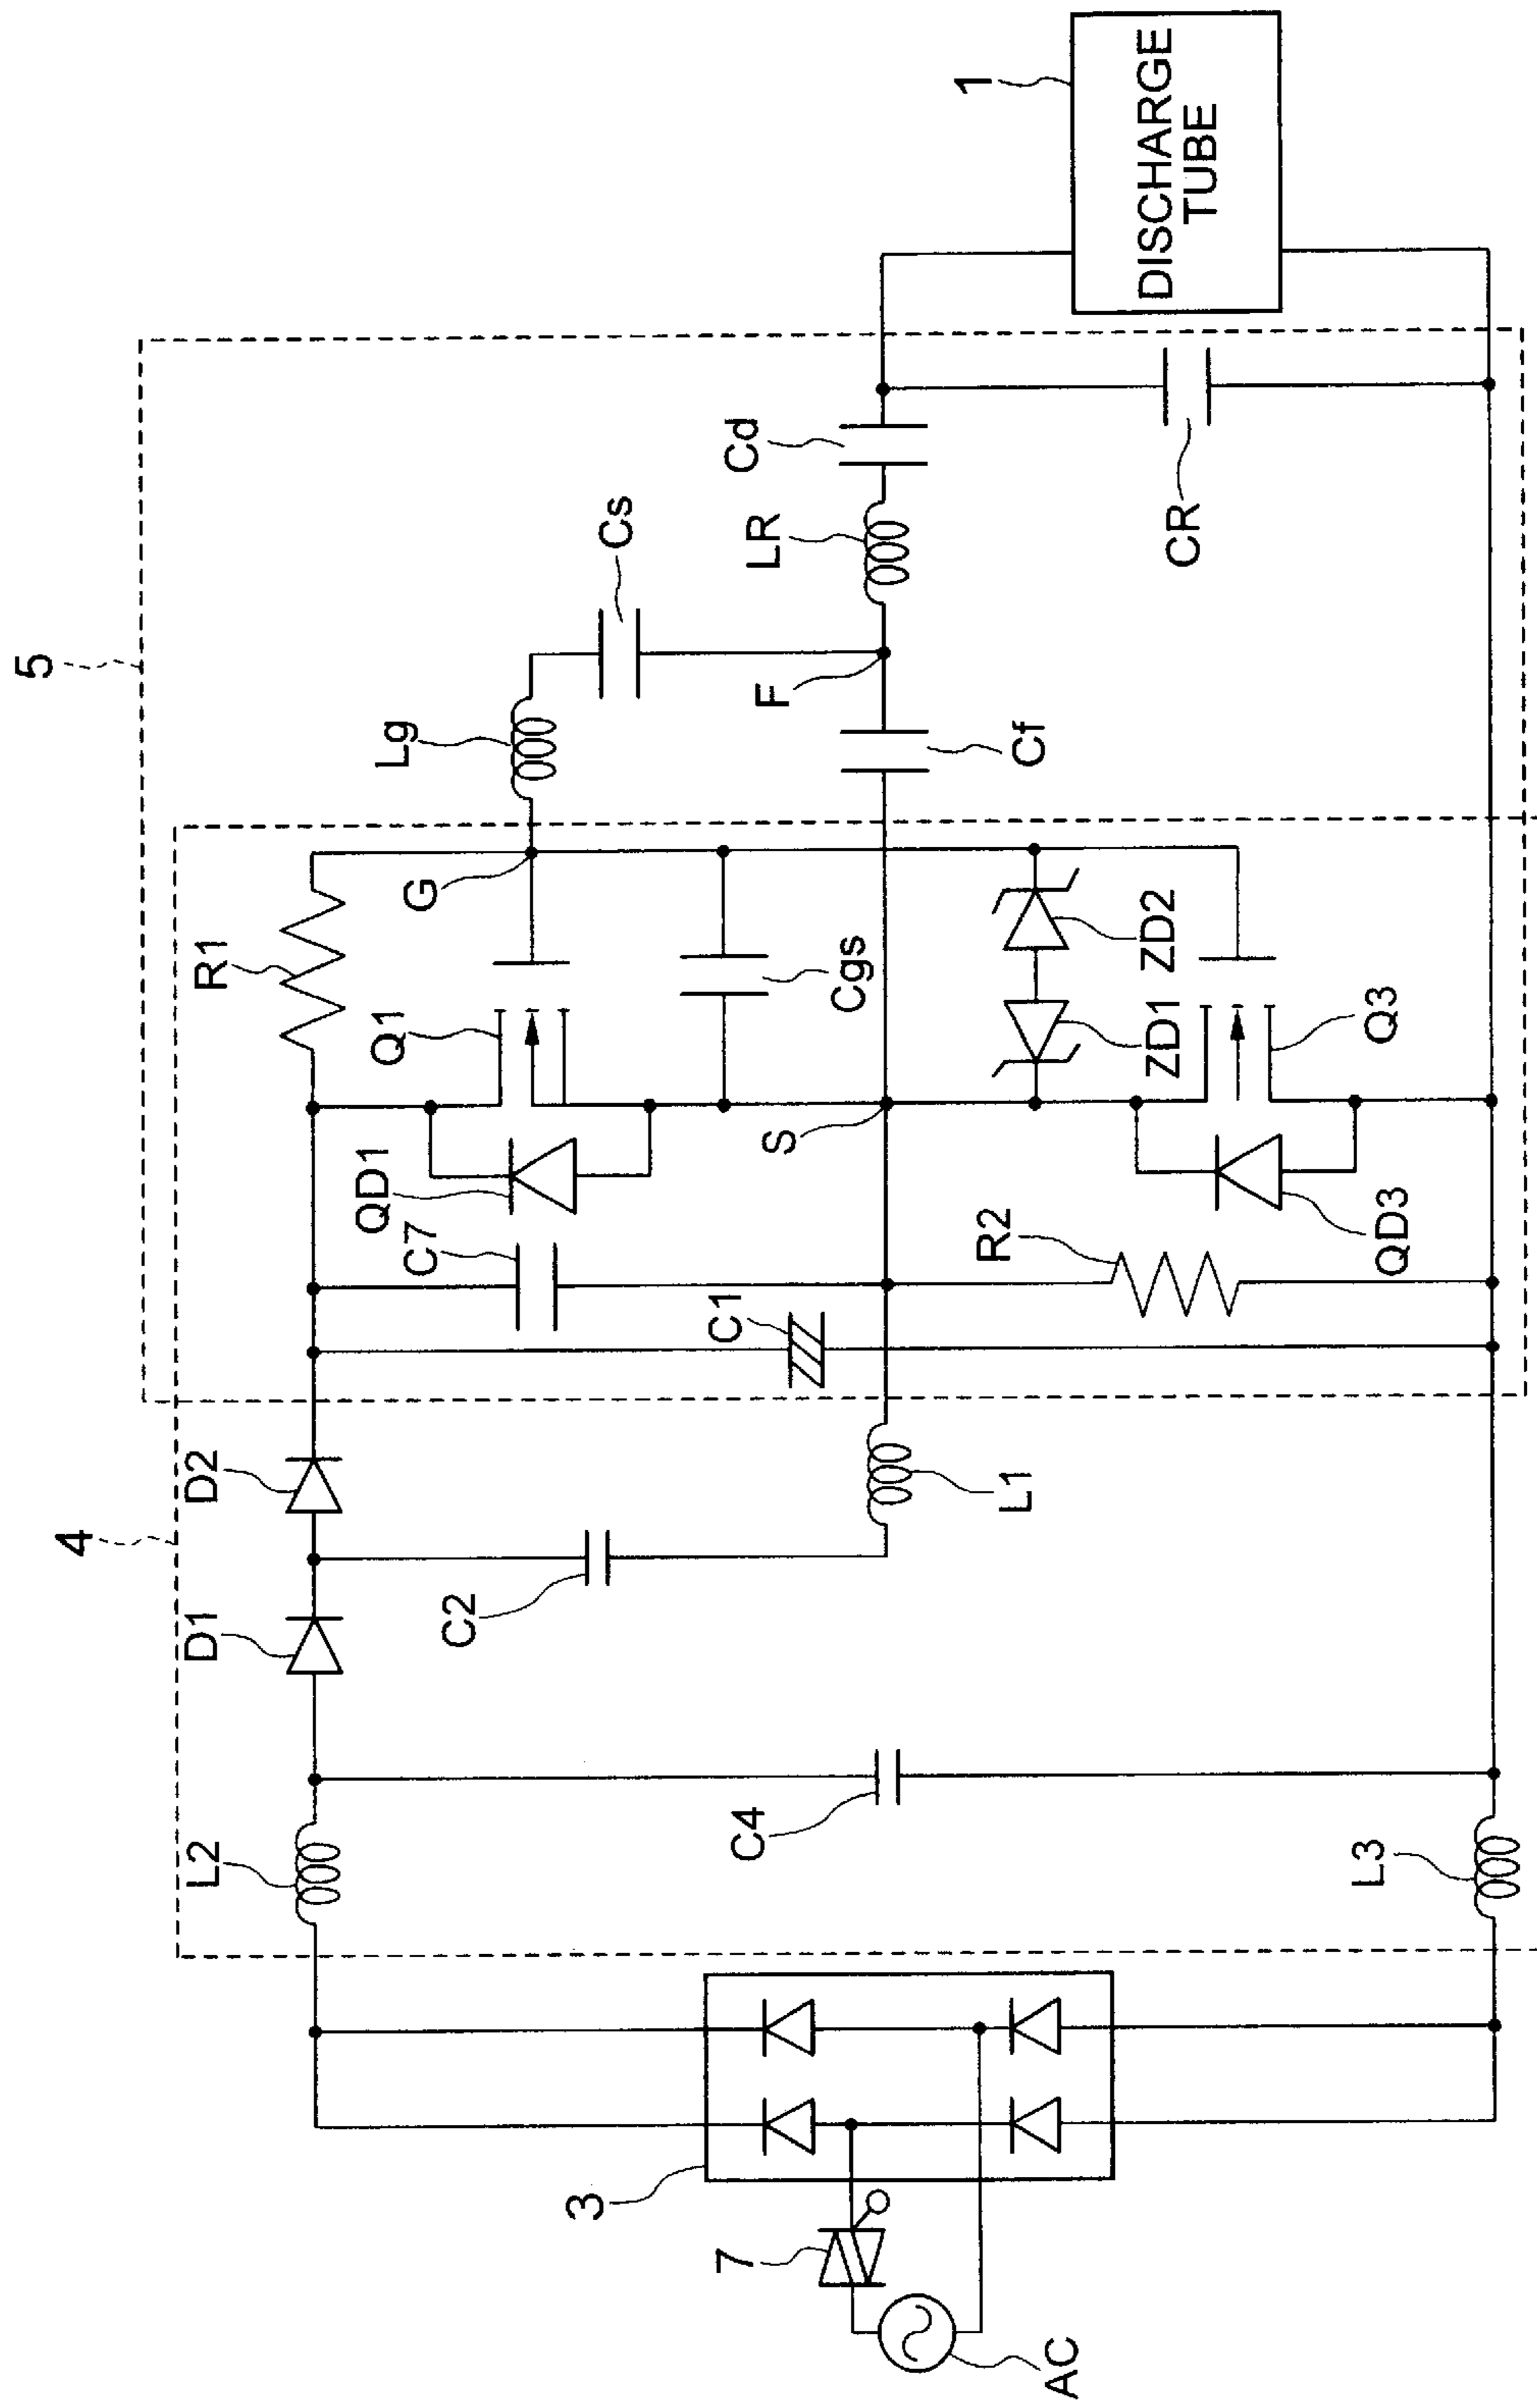 5
4
1
DISCHARGE
TUBE
R1
Lg
Cs
G
Q1
QD1
C7
C1
Cgs
F
LR
Cd
Cf
S
ZD1
ZD2
CR
Q3
QD3
R2
D2
D1
C2
L1
L2
C4
L3
3
7
AC